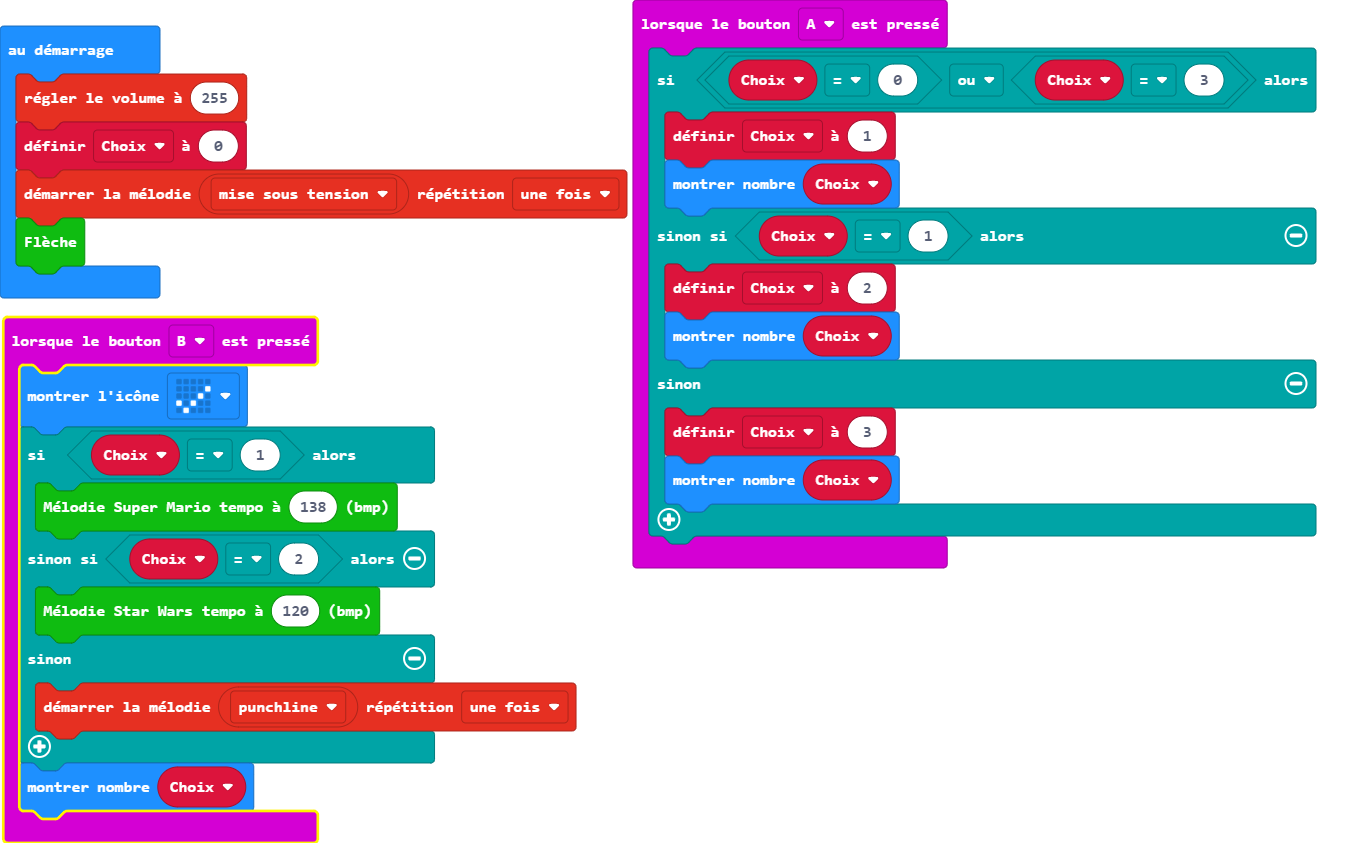 au démarrage
régler le volume à 255
définir Choix à 0
démarrer la mélodie mise sous tension répétition une fois
Flèche
lorsque le bouton B est pressé
montrer l'icône
si Choix = 1 alors
Mélodie Super Mario tempo à 138 (bmp)
sinon si Choix = 2 alors
Mélodie Star Wars tempo à 120 (bmp)
sinon
démarrer la mélodie punchline répétition une fois
montrer nombre Choix
lorsque le bouton A est pressé
si Choix = 0 ou Choix = 3 alors
définir Choix à 1
montrer nombre Choix
sinon si Choix = 1 alors
définir Choix à 2
montrer nombre Choix
sinon
définir Choix à 3
montrer nombre Choix